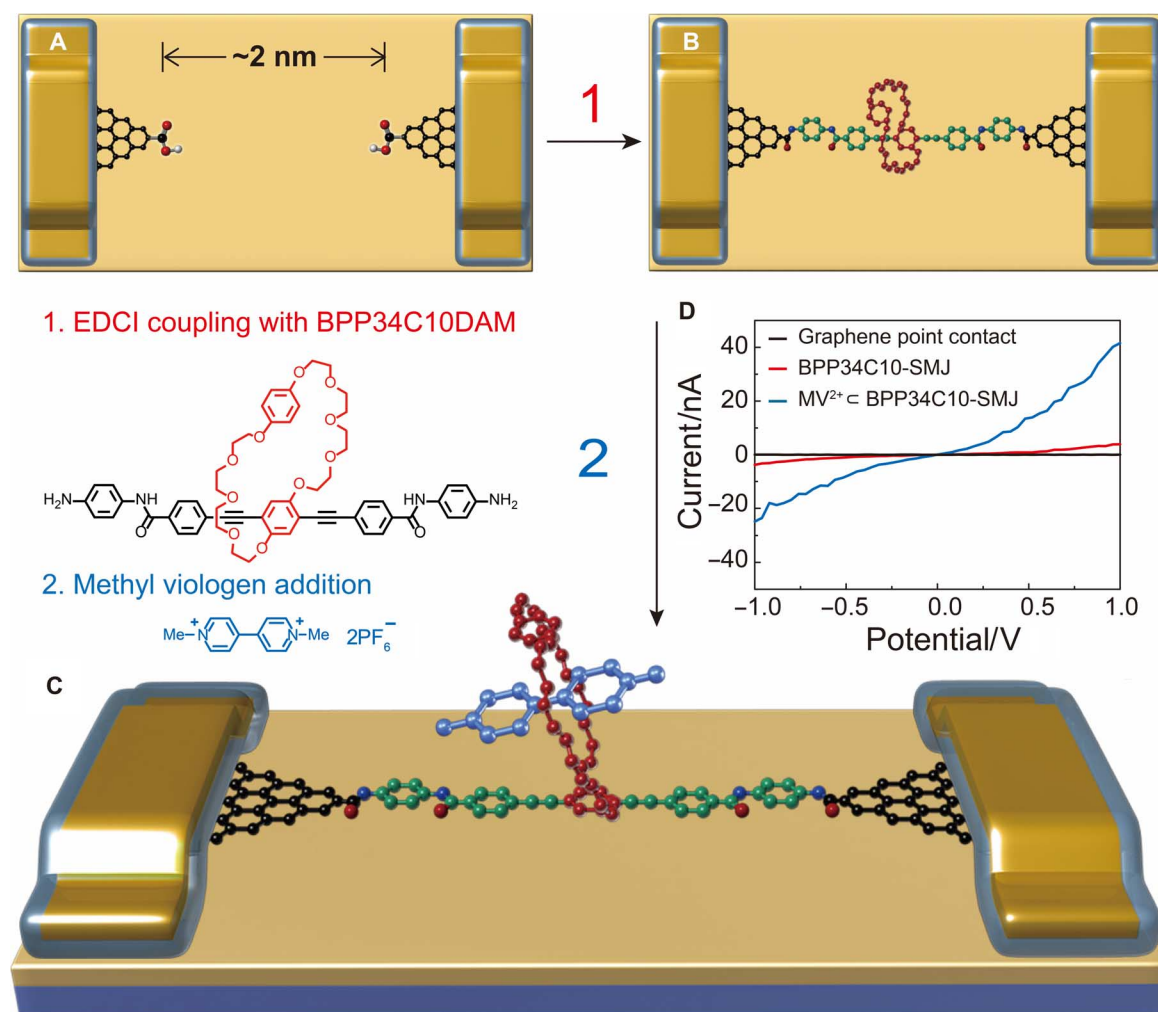 A
~2 nm
1
B
1. EDCI coupling with BPP34C10DAM
H₂N
NH
O
O
O
O
O
O
O
O
O
O
O
O
NH
NH₂
2. Methyl viologen addition
Me—N⁺ N⁺—Me 2PF₆⁻
2
D
Graphene point contact
BPP34C10-SMJ
MV²⁺ ⊂ BPP34C10-SMJ
Current/nA
40
20
0
−20
−40
−1.0 −0.5 0.0 0.5 1.0
Potential/V
C